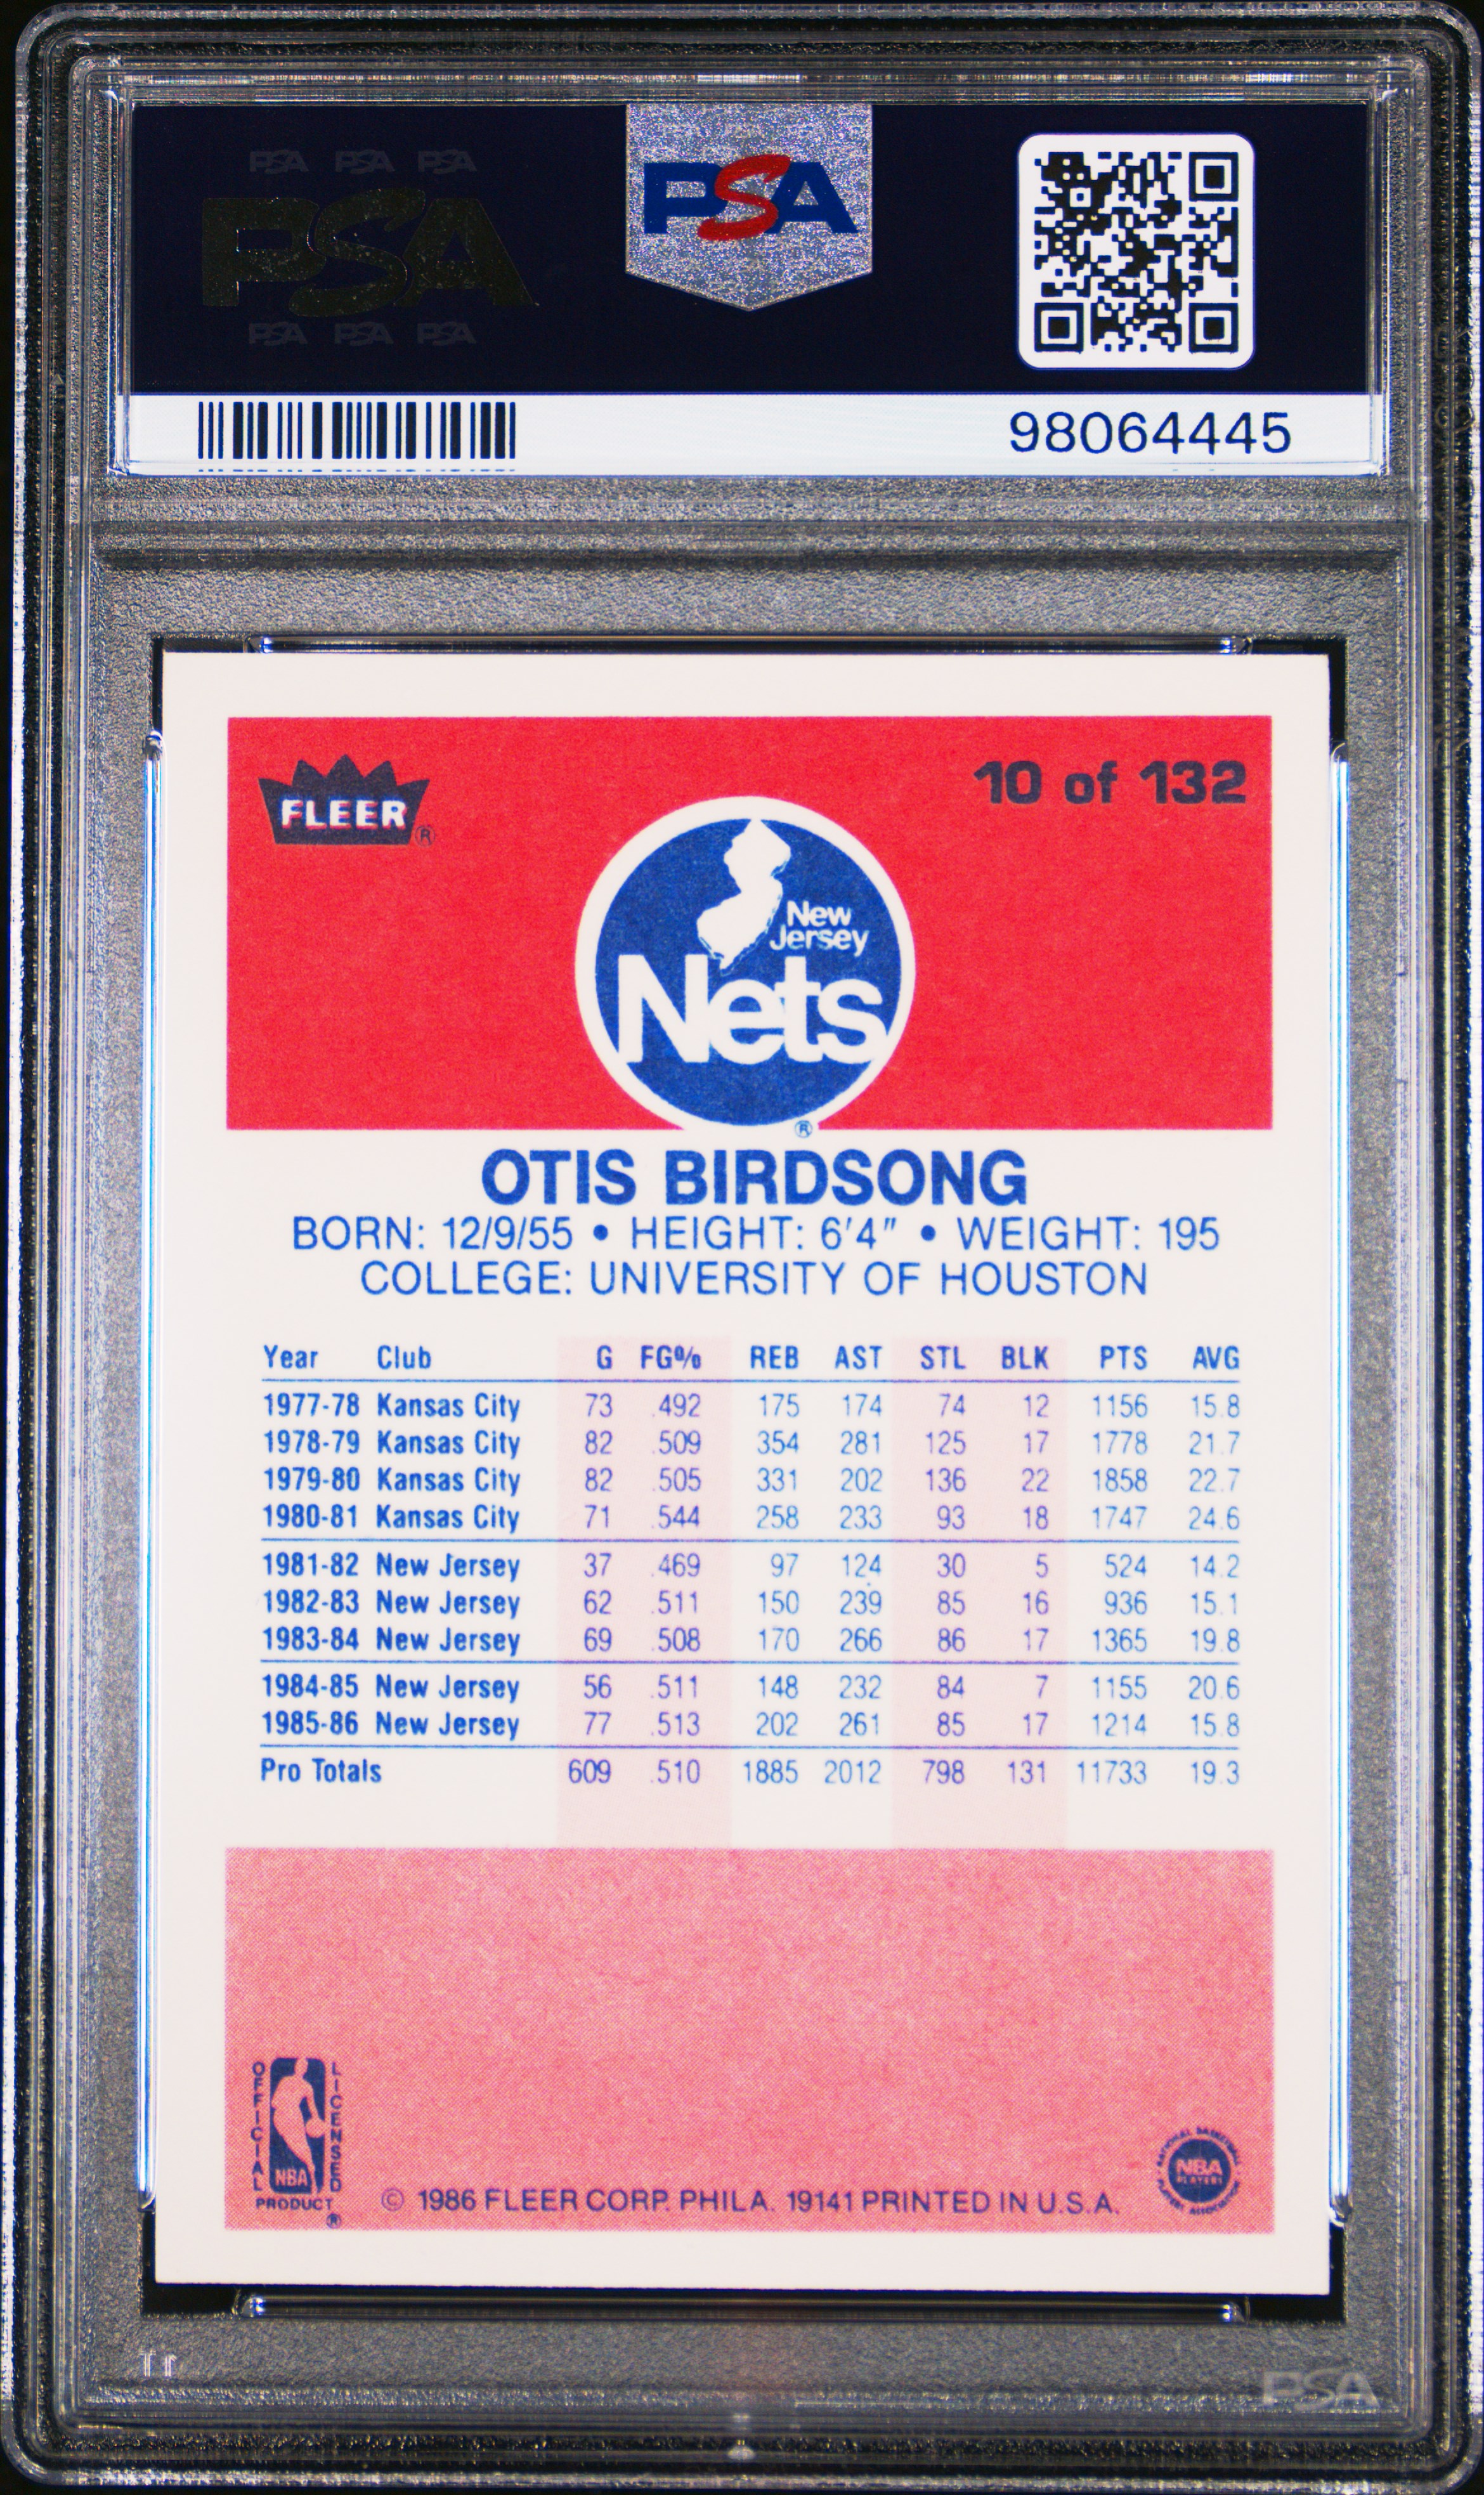 PSA PSA PSA
PSA
PSA PSA PSA
PSA
98064445
FLEER®
10 of 132
New
Jersey
Nets
®
OTIS BIRDSONG
BORN: 12/9/55 • HEIGHT: 6'4" • WEIGHT: 195
COLLEGE: UNIVERSITY OF HOUSTON
Year Club G FG% REB AST STL BLK PTS AVG
1977-78 Kansas City 73 .492 175 174 74 12 1156 15.8
1978-79 Kansas City 82 .509 354 281 125 17 1778 21.7
1979-80 Kansas City 82 .505 331 202 136 22 1858 22.7
1980-81 Kansas City 71 .544 258 233 93 18 1747 24.6
1981-82 New Jersey 37 .469 97 124 30 5 524 14.2
1982-83 New Jersey 62 .511 150 239 85 16 936 15.1
1983-84 New Jersey 69 .508 170 266 86 17 1365 19.8
1984-85 New Jersey 56 .511 148 232 84 7 1155 20.6
1985-86 New Jersey 77 .513 202 261 85 17 1214 15.8
Pro Totals 609 .510 1885 2012 798 131 11733 19.3
OFFICIAL LICENSED
NBA
PRODUCT
®
© 1986 FLEER CORP. PHILA. 19141 PRINTED IN U.S.A.
NATIONAL BASKETBALL
NBA
PLAYERS
PLAYERS ASSOCIATION
PSA